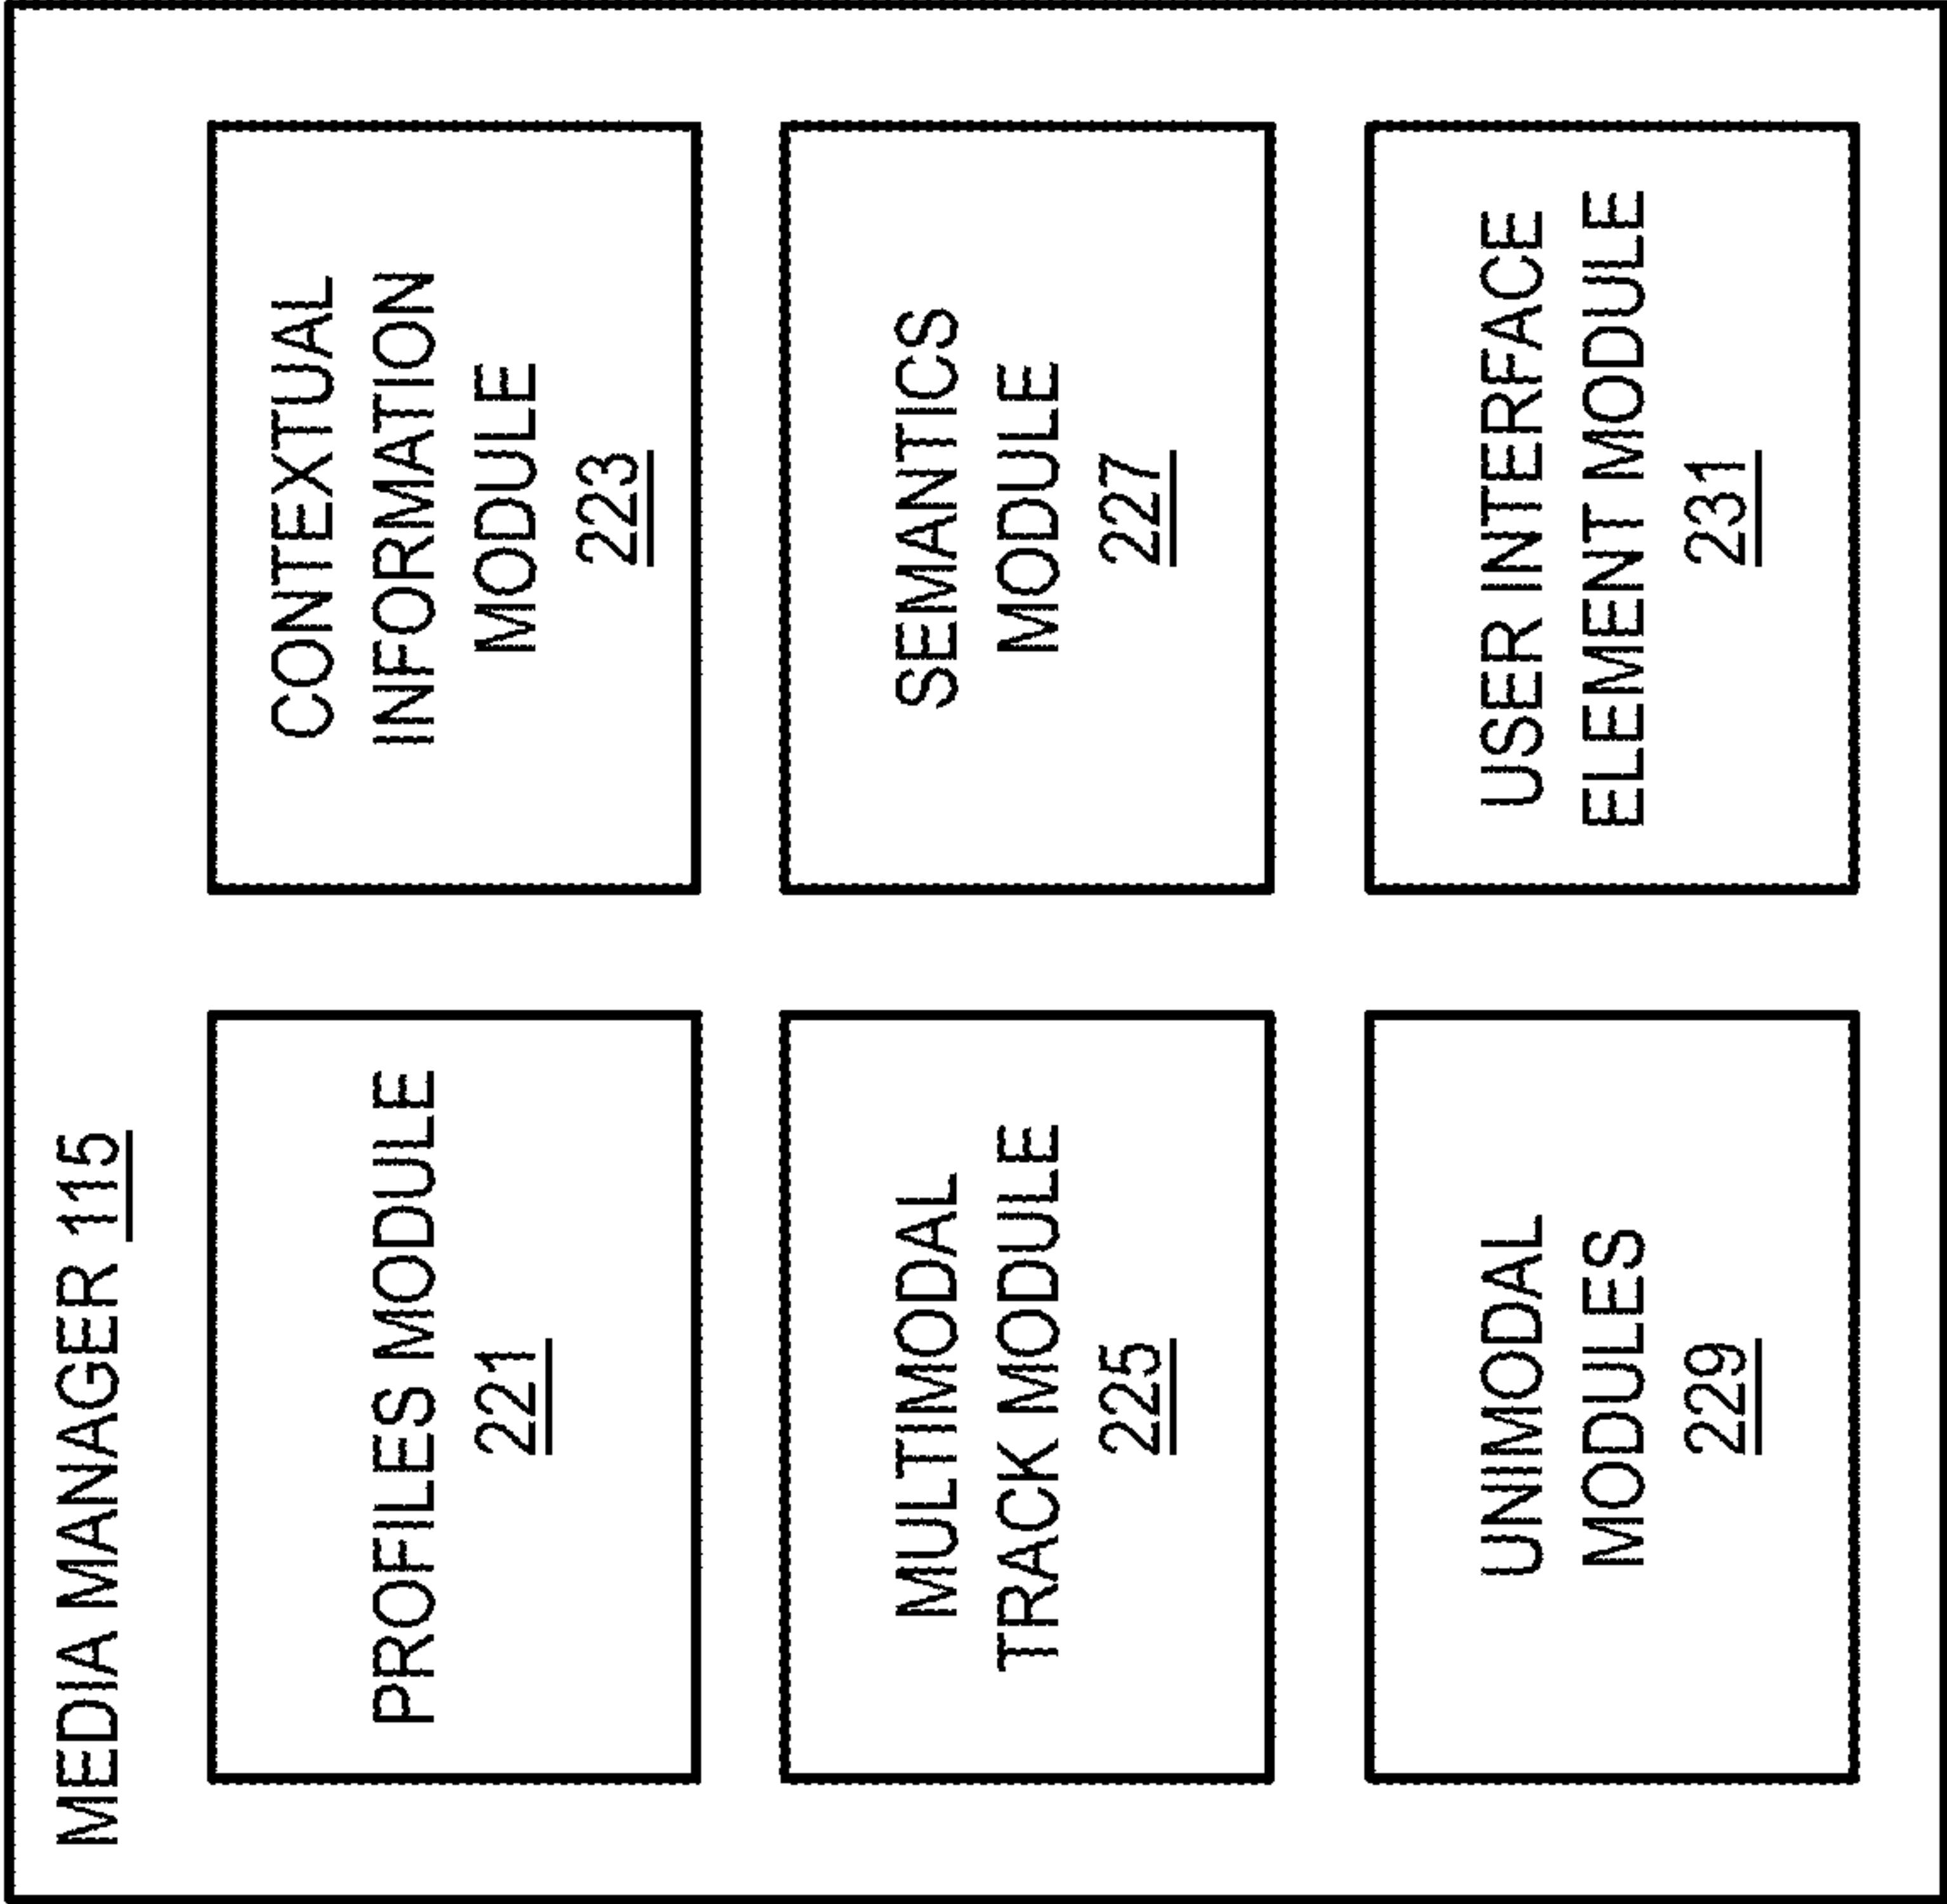 MEDIA MANAGER 115
PROFILES MODULE
221
CONTEXTUAL
INFORMATION
MODULE
223
MULTIMODAL
TRACK MODULE
225
SEMANTICS
MODULE
227
UNIMODAL
MODULES
229
USER INTERFACE
ELEMENT MODULE
231